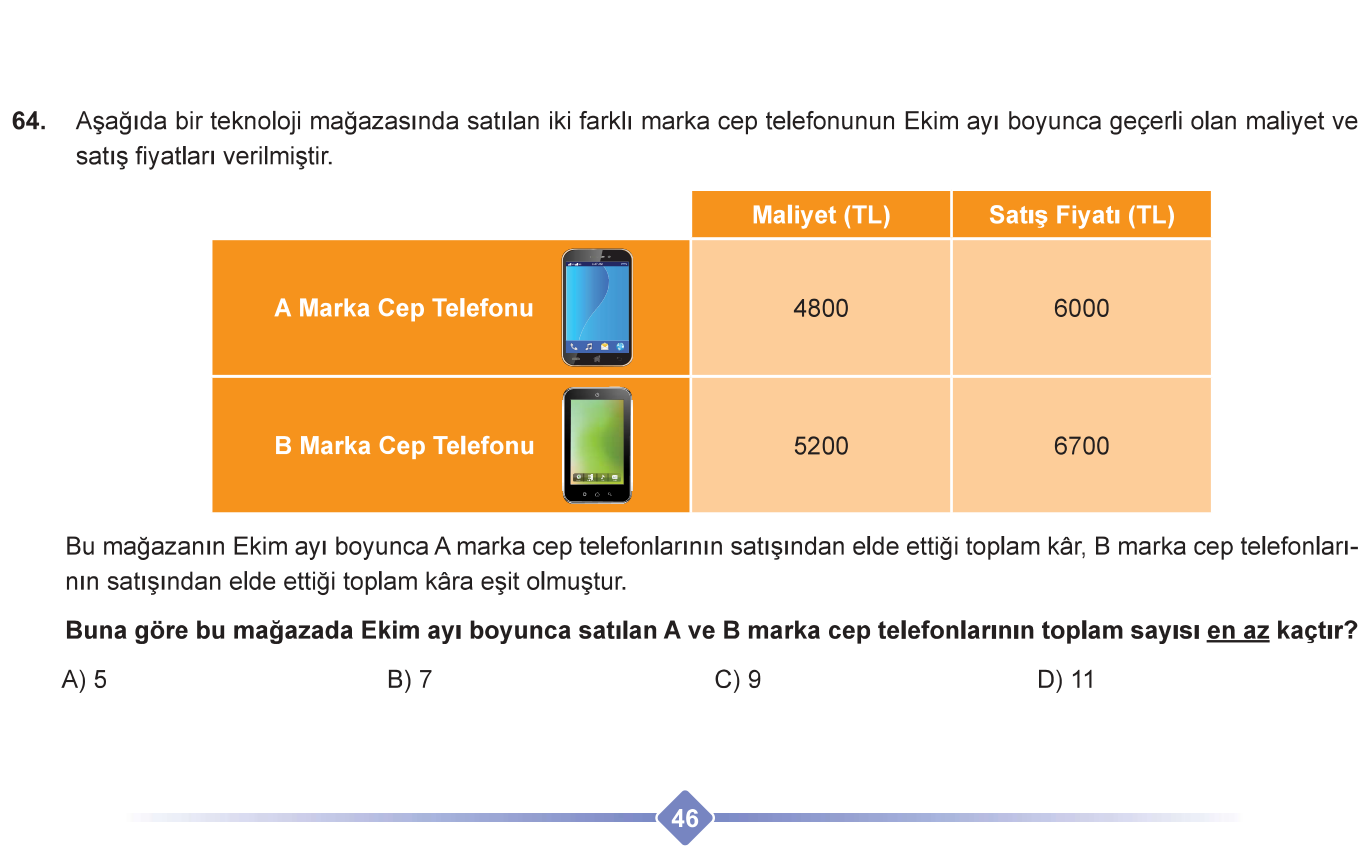 64. Aşağıda bir teknoloji mağazasında satılan iki farklı marka cep telefonunun Ekim ayı boyunca geçerli olan maliyet ve
satış fiyatları verilmiştir.
Maliyet (TL) Satış Fiyatı (TL)
A Marka Cep Telefonu 4800 6000
B Marka Cep Telefonu 5200 6700
Bu mağazanın Ekim ayı boyunca A marka cep telefonlarının satışından elde ettiği toplam kâr, B marka cep telefonları-
nın satışından elde ettiği toplam kâra eşit olmuştur.
Buna göre bu mağazada Ekim ayı boyunca satılan A ve B marka cep telefonlarının toplam sayısı en az kaçtır?
A) 5 B) 7 C) 9 D) 11
46